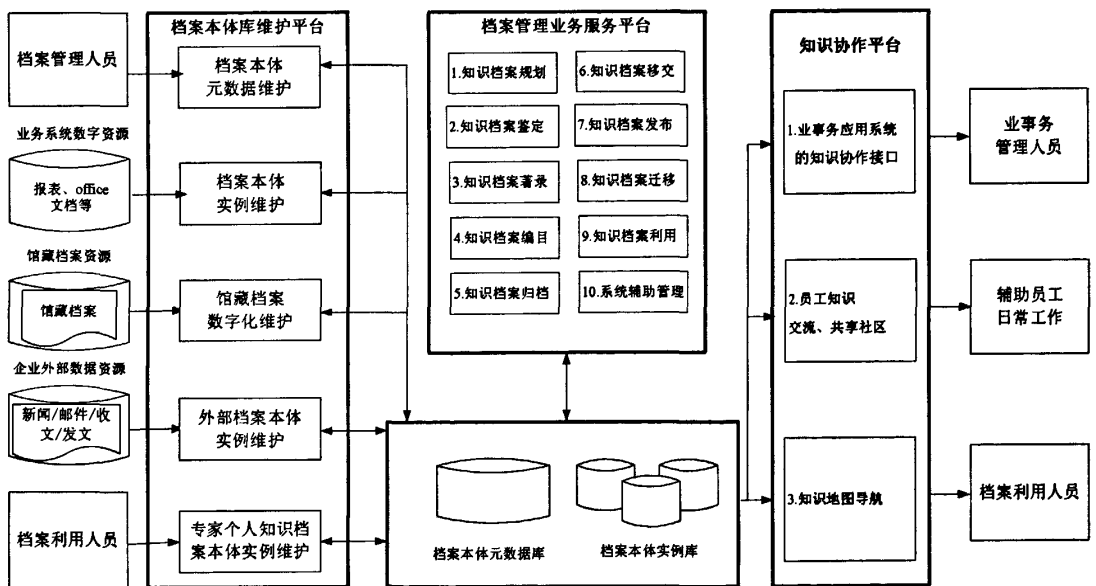 档案管理人员
业务系统数字资源
报表、office
文档等
馆藏档案资源
馆藏档案
企业外部数据资源
新闻/邮件/收
文/发文
档案利用人员
档案本体库维护平台
档案本体
元数据维护
档案本体
实例维护
馆藏档案
数字化维护
外部档案本体
实例维护
专家个人知识档
案本体实例维护
档案管理业务服务平台
1.知识档案规划
2.知识档案鉴定
3.知识档案著录
4.知识档案编目
5.知识档案归档
6.知识档案移交
7.知识档案发布
8.知识档案迁移
9.知识档案利用
10.系统辅助管理
档案本体元数据库
档案本体实例库
知识协作平台
1.业事务应用系统
的知识协作接口
2.员工知识
交流、共享社区
3.知识地图导航
业事务
管理人员
辅助员工
日常工作
档案利用人员